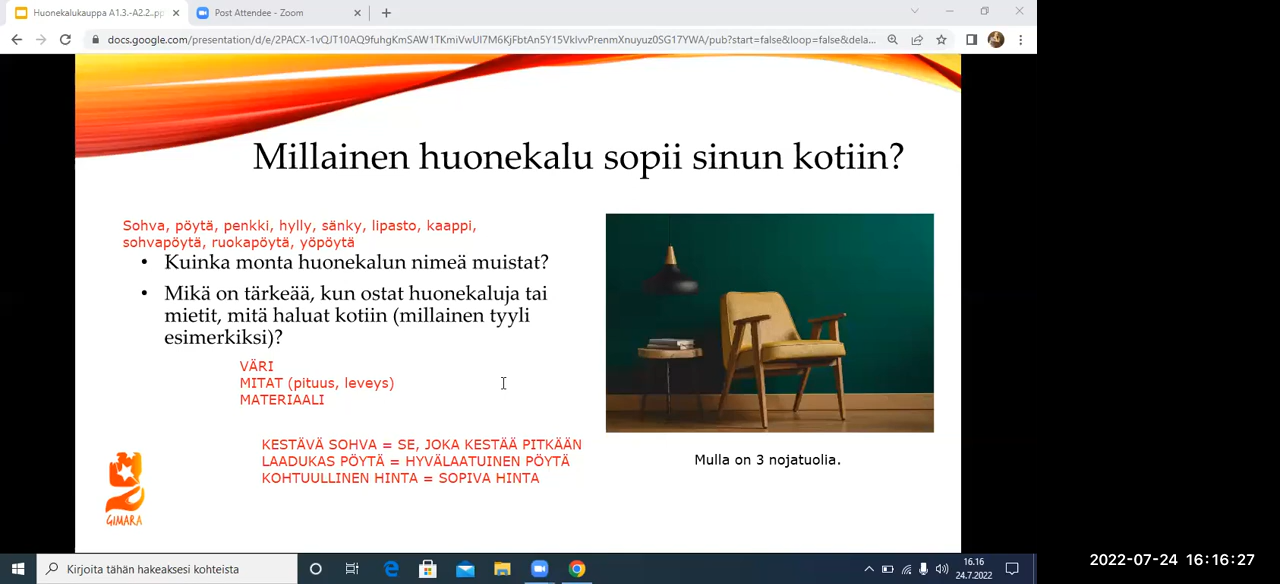 Huonekalukauppa A1.3.-A2.2..pp
Post Attendee - Zoom
docs.google.com/presentation/d/e/2PACX-1vQJT10AQ9fuhgKmSAW1TKmiVwUI7M6KjFbtAn5Y15VkIvvPrenmXnuyuz0SG17YWA/pub?start=false&loop=false&dela...
Millainen huonekalu sopii sinun kotiin?
Sohva, pöytä, penkki, hylly, sänky, lipasto, kaappi,
sohvapöytä, ruokapöytä, yöpöytä
• Kuinka monta huonekalun nimeä muistat?
• Mikä on tärkeää, kun ostat huonekaluja tai
mietit, mitä haluat kotiin (millainen tyyli
esimerkiksi)?
VÄRI
MITAT (pituus, leveys)
MATERIAALI
KESTÄVÄ SOHVA = SE, JOKA KESTÄÄ PITKÄÄN
LAADUKAS PÖYTÄ = HYVÄLAATUINEN PÖYTÄ
KOHTUULLINEN HINTA = SOPIVA HINTA
Mulla on 3 nojatuolia.
GIMARA
Kirjoita tähän hakeaksesi kohteista
16.16
24.7.2022
2022-07-24 16:16:27